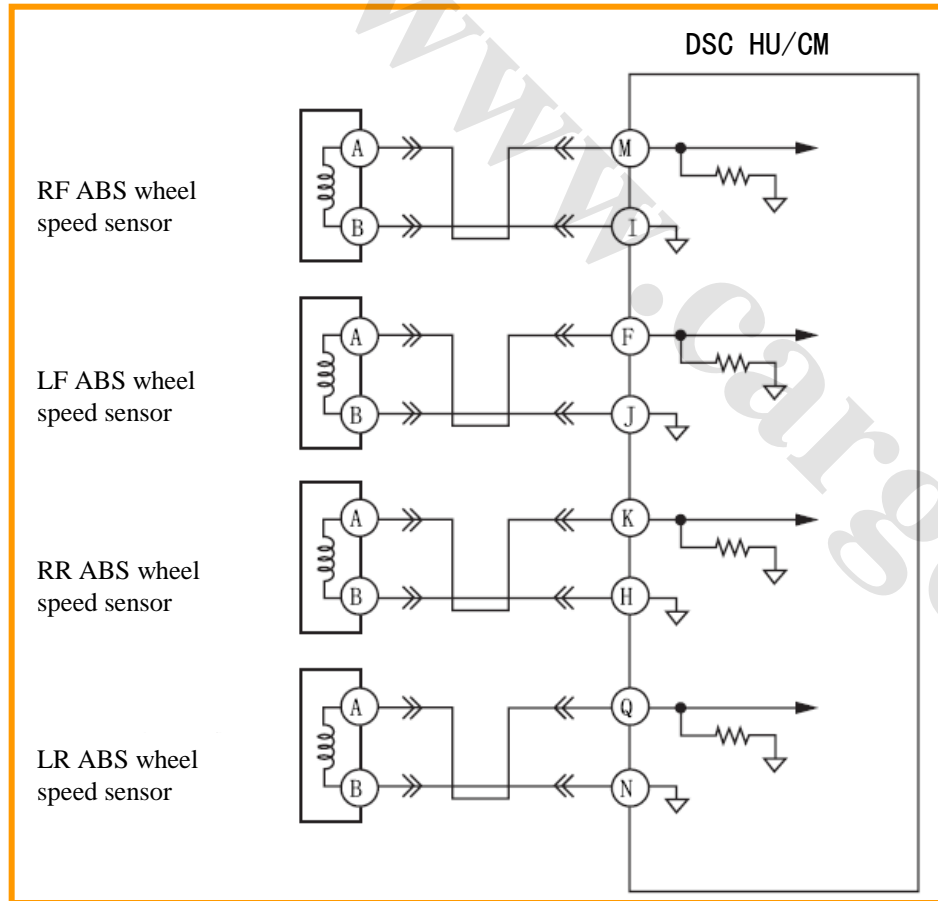 DSC HU/CM
RF ABS wheel
speed sensor
A
B
M
I
LF ABS wheel
speed sensor
A
B
F
J
RR ABS wheel
speed sensor
A
B
K
H
LR ABS wheel
speed sensor
A
B
Q
N
www.carge